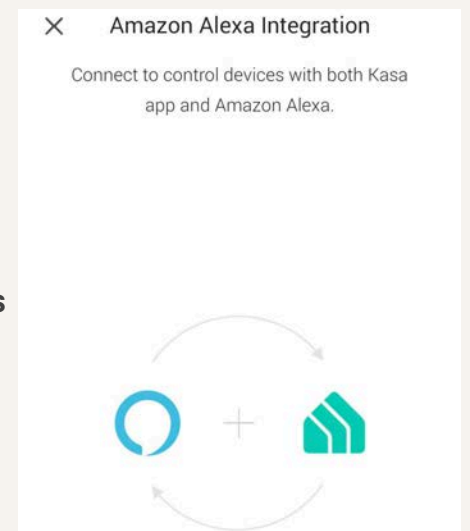 Amazon Alexa Integration
Connect to control devices with both Kasa
app and Amazon Alexa.
s